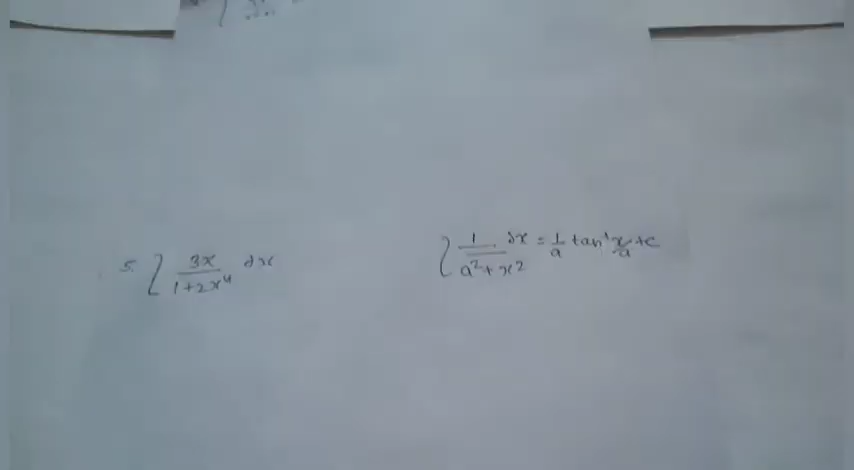 5. ∫ 3x / 1+2x⁴ dx
∫ 1 / a²+x² dx = 1/a tan⁻¹ x/a + c